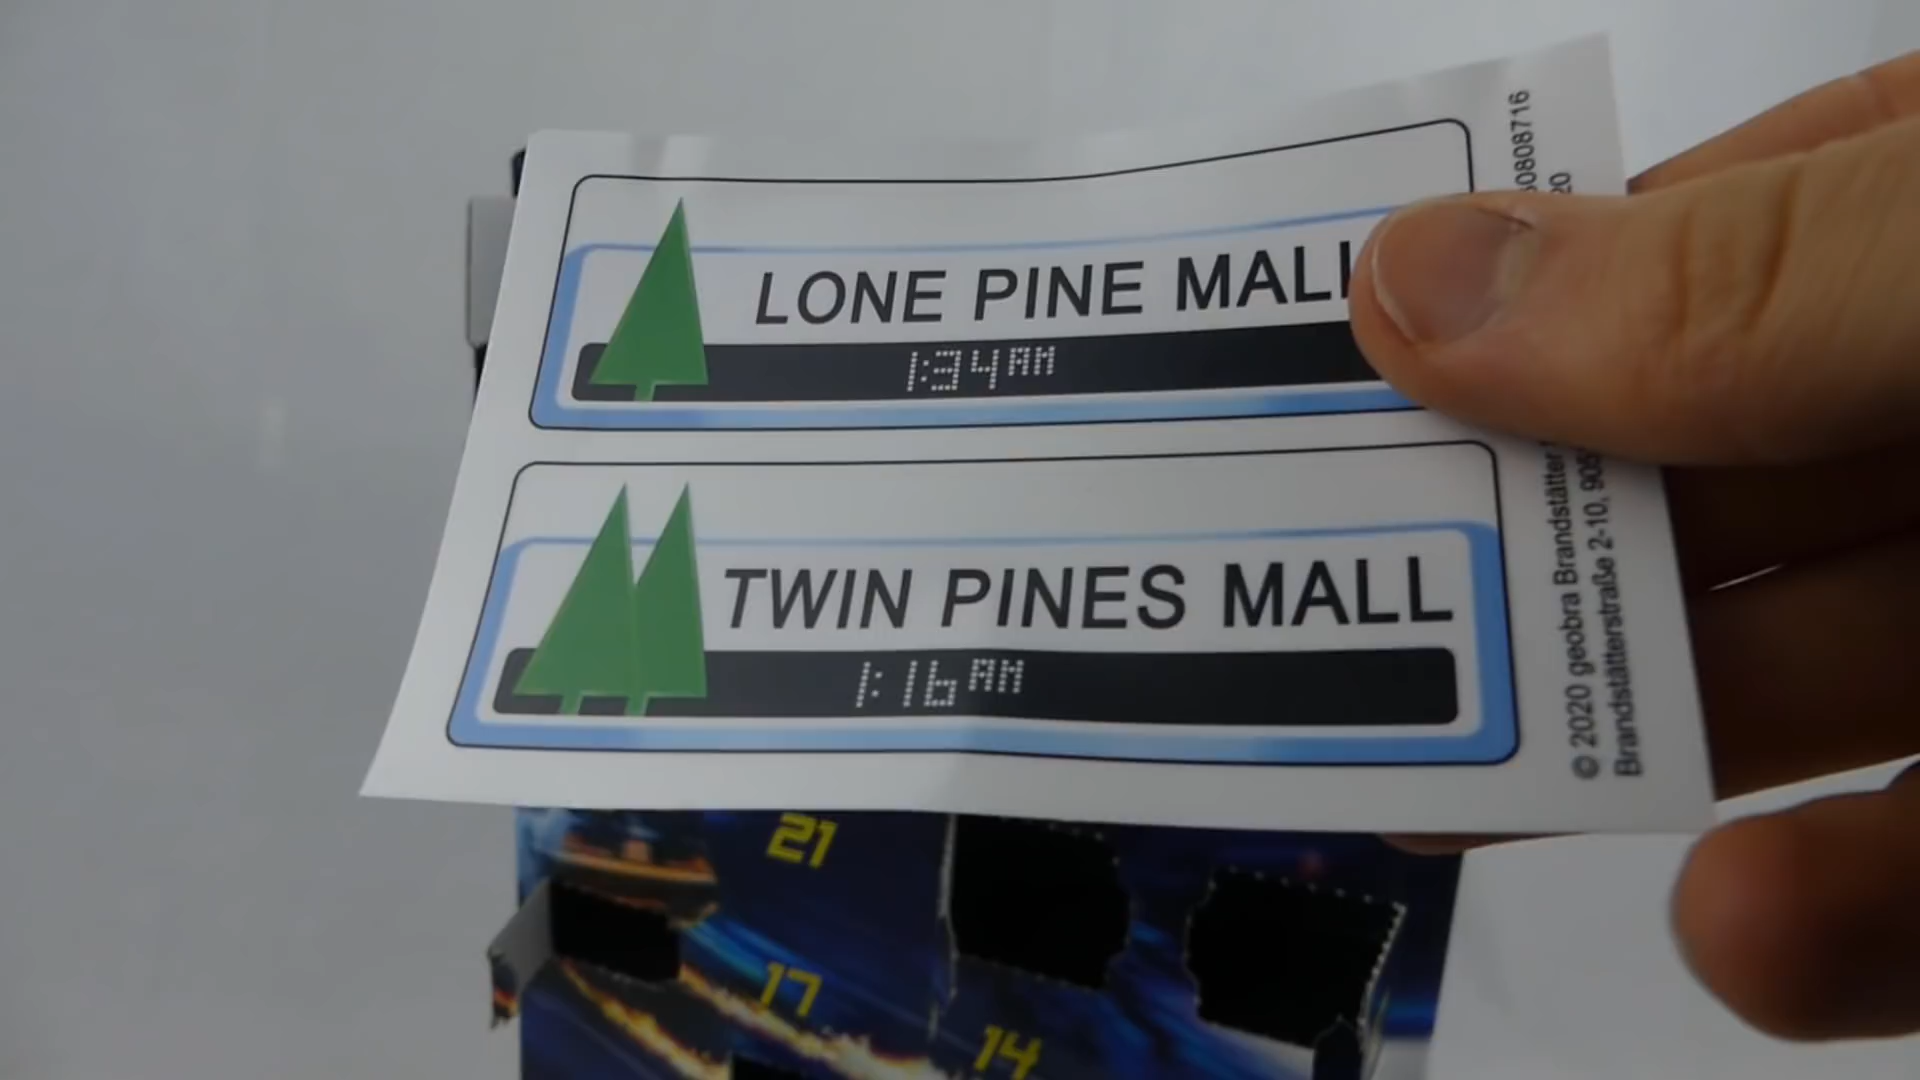 LONE PINE MALL
1:34 AM
TWIN PINES MALL
1:16 AM
© 2020 geobra Brandstätter
Brandstätterstraße 2-10,
21
17
14